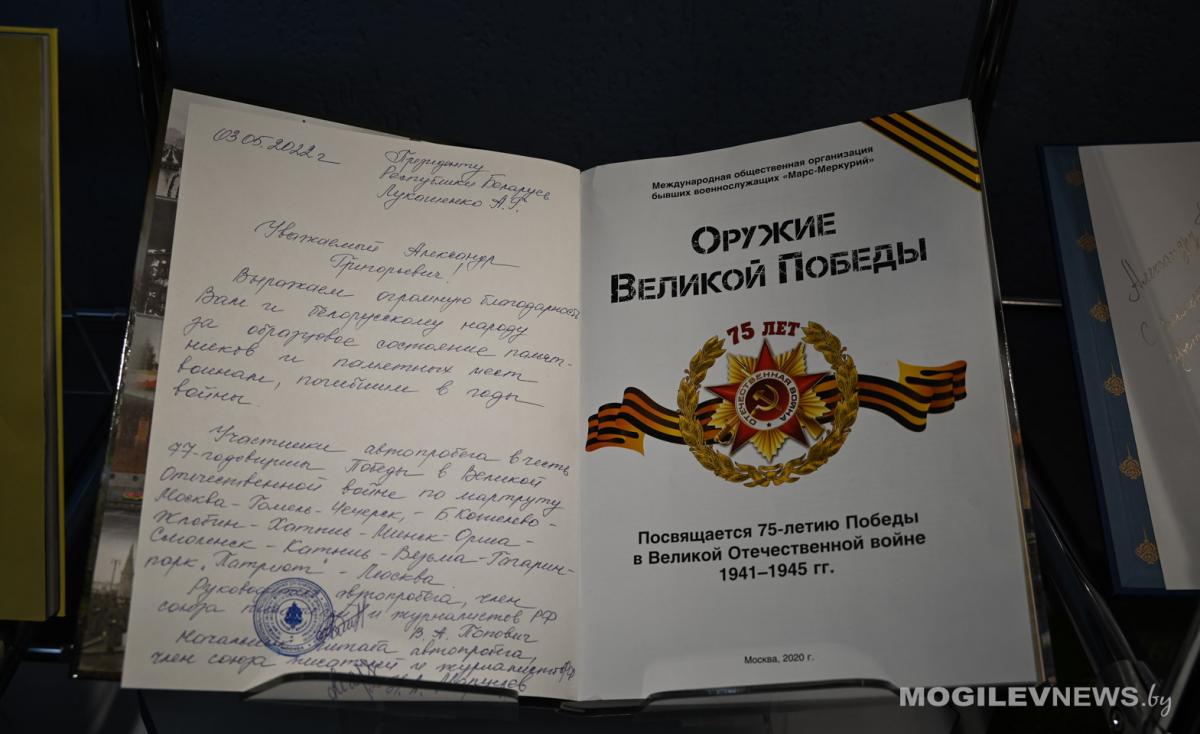 03.05.2022 г
Президенту
Республики Беларусь
Лукашенко А.Г.
Уважаемый Александр
Григорьевич!
Выражаем огромную благодарность
Вам и белорусскому народу
за образцовое состояние памят-
ников и памятных мест
воинам, погибшим в годы
войны.
Участники автопробега в честь
77-годовщины Победы в Великой
Отечественной войне по маршруту
Москва - Гомель - Чечерск, - Б. Кошелево -
Жлобин - Хатынь - Минск - Орша -
Смоленск - Катынь - Вязьма - Гагарин -
парк „Патриот" - Москва.
автопробега, член
союза и журналистов РФ
В. А. Попович
Начальник штаба автопробега,
член союза писателей и журналистов РФ
Международная общественная организация
бывших военнослужащих «Марс-Меркурий»
Оружие
Великой Победы
75 ЛЕТ
ОТЕЧЕСТВЕННАЯ ВОЙНА
Посвящается 75-летию Победы
в Великой Отечественной войне
1941–1945 гг.
Москва, 2020 г.
MOGILEVNEWS.by